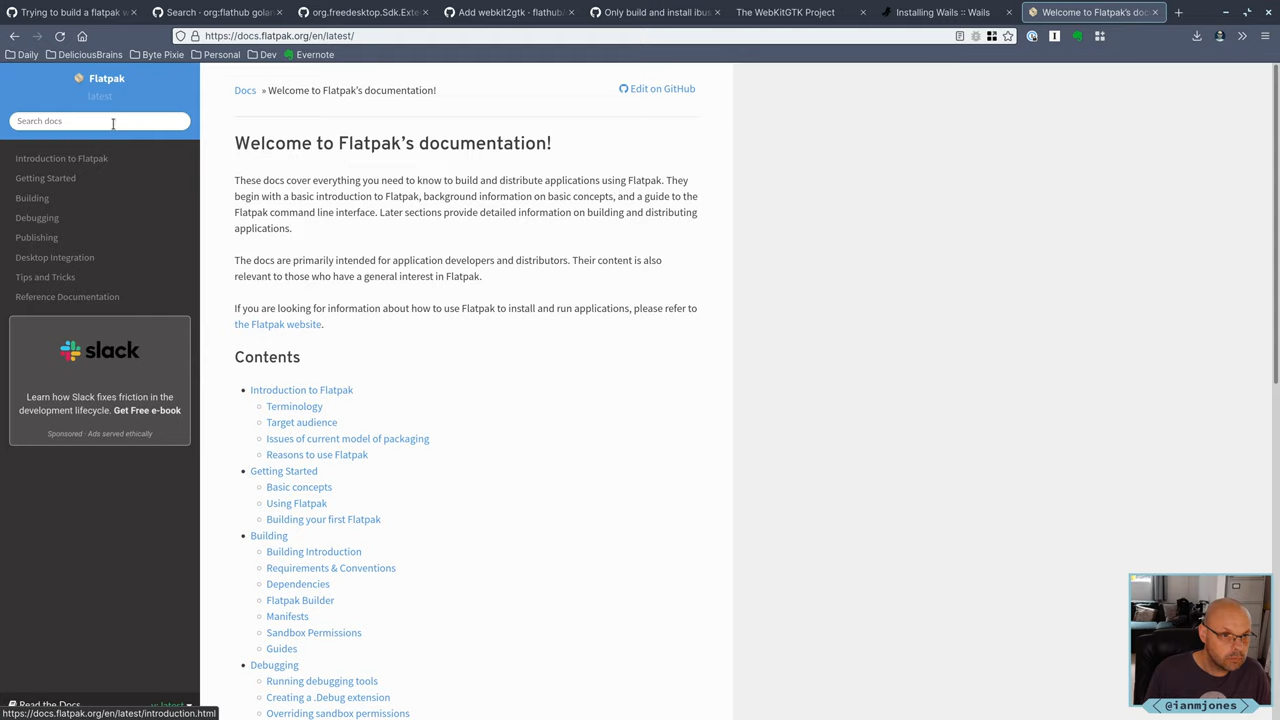 Trying to build a flatpa
Search · org:flathub golar
org.freedesktop.Sdk.Exte
Add webkit2gtk · flathub/
Only build and install ibus
The WebKitGTK Project
Installing Wails :: Wails
Welcome to Flatpak's doc
https://docs.flatpak.org/en/latest/
Daily
DeliciousBrains
Byte Pixie
Personal
Dev
Evernote
Flatpak
latest
Search docs
Introduction to Flatpak
Getting Started
Building
Debugging
Publishing
Desktop Integration
Tips and Tricks
Reference Documentation
slack
Learn how Slack fixes friction in the
development lifecycle. Get Free e-book
Sponsored · Ads served ethically
Read the Docs
v: latest
https://docs.flatpak.org/en/latest/introduction.html
Docs » Welcome to Flatpak's documentation!
Edit on GitHub
Welcome to Flatpak's documentation!
These docs cover everything you need to know to build and distribute applications using Flatpak. They
begin with a basic introduction to Flatpak, background information on basic concepts, and a guide to the
Flatpak command line interface. Later sections provide detailed information on building and distributing
applications.
The docs are primarily intended for application developers and distributors. Their content is also
relevant to those who have a general interest in Flatpak.
If you are looking for information about how to use Flatpak to install and run applications, please refer to
the Flatpak website.
Contents
Introduction to Flatpak
Terminology
Target audience
Issues of current model of packaging
Reasons to use Flatpak
Getting Started
Basic concepts
Using Flatpak
Building your first Flatpak
Building
Building Introduction
Requirements & Conventions
Dependencies
Flatpak Builder
Manifests
Sandbox Permissions
Guides
Debugging
Running debugging tools
Creating a .Debug extension
Overriding sandbox permissions
@ianmjones